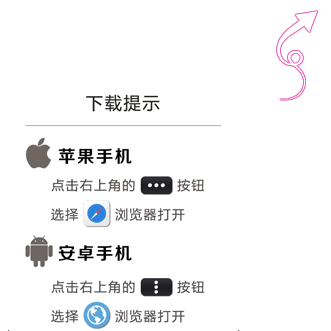 下载提示
苹果手机
点击右上角的 按钮
选择 浏览器打开
安卓手机
点击右上角的 按钮
选择 浏览器打开